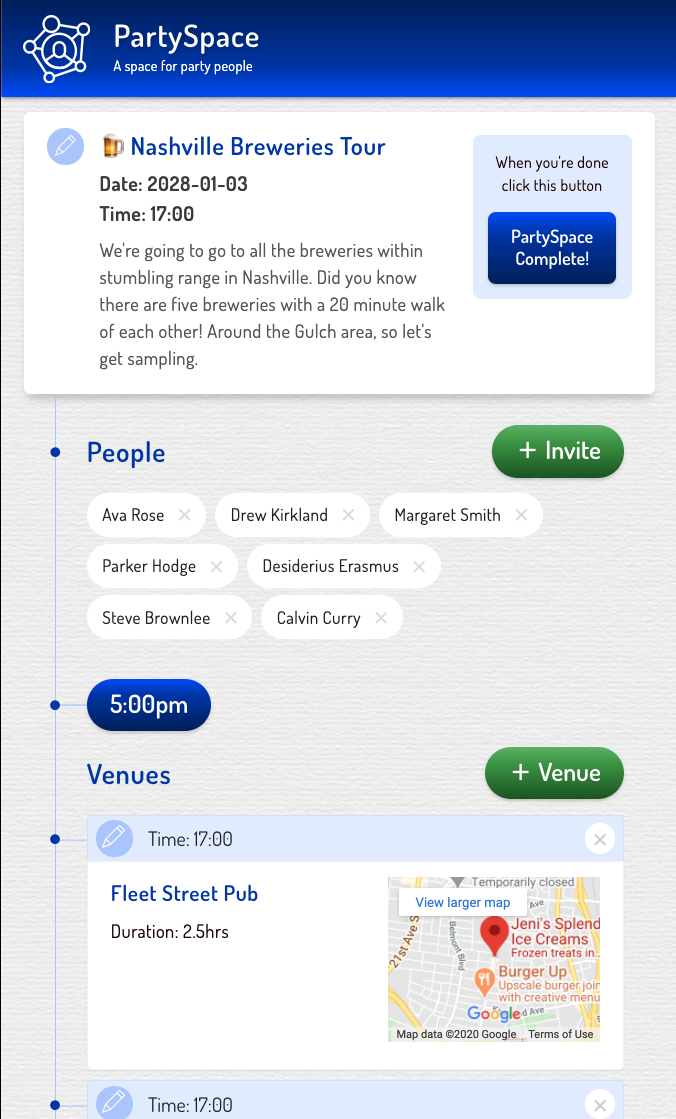 PartySpace
A space for party people
Nashville Breweries Tour
Date: 2028-01-03
Time: 17:00
We're going to go to all the breweries within
stumbling range in Nashville. Did you know
there are five breweries with a 20 minute walk
of each other! Around the Gulch area, so let's
get sampling.
When you're done
click this button
PartySpace
Complete!
People
+ Invite
Ava Rose ×
Drew Kirkland ×
Margaret Smith ×
Parker Hodge ×
Desiderius Erasmus ×
Steve Brownlee ×
Calvin Curry ×
5:00pm
Venues
+ Venue
Time: 17:00 ×
Fleet Street Pub
Duration: 2.5hrs
Temporarily closed
View larger map
21st Ave S
Belmont Blvd
Jeni's Splend
Ice Creams
Frozen treats in...
Burger Up
Upscale burger join
with creative menu
Google
Map data ©2020 Google
Terms of Use
Time: 17:00 ×